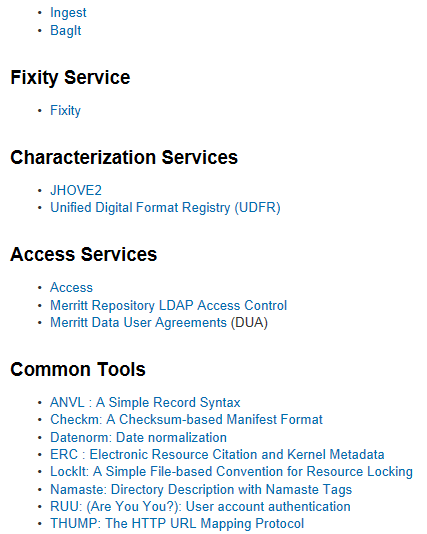 Ingest
BagIt
Fixity Service
Fixity
Characterization Services
JHOVE2
Unified Digital Format Registry (UDFR)
Access Services
Access
Merritt Repository LDAP Access Control
Merritt Data User Agreements (DUA)
Common Tools
ANVL : A Simple Record Syntax
Checkm: A Checksum-based Manifest Format
Datenorm: Date normalization
ERC : Electronic Resource Citation and Kernel Metadata
LockIt: A Simple File-based Convention for Resource Locking
Namaste: Directory Description with Namaste Tags
RUU: (Are You You?): User account authentication
THUMP: The HTTP URL Mapping Protocol